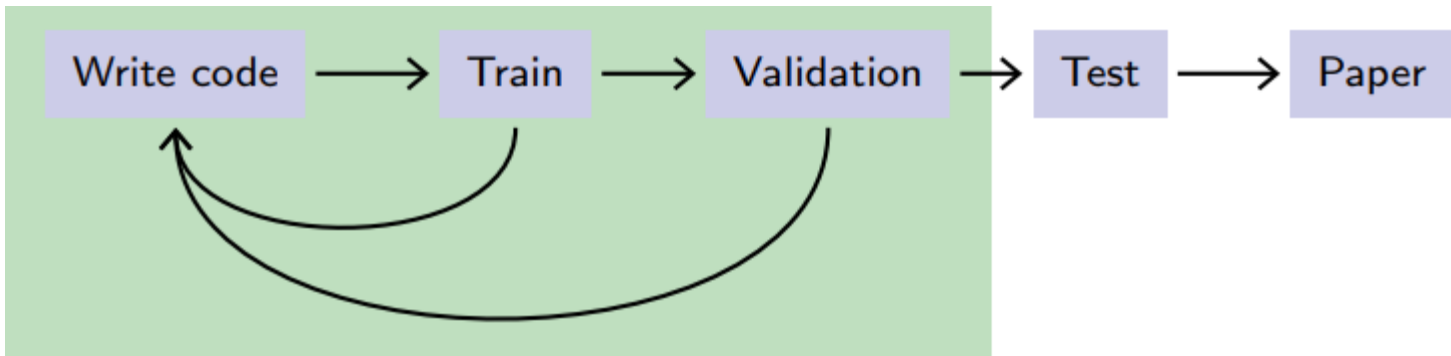 Write code
Train
Validation
Test
Paper